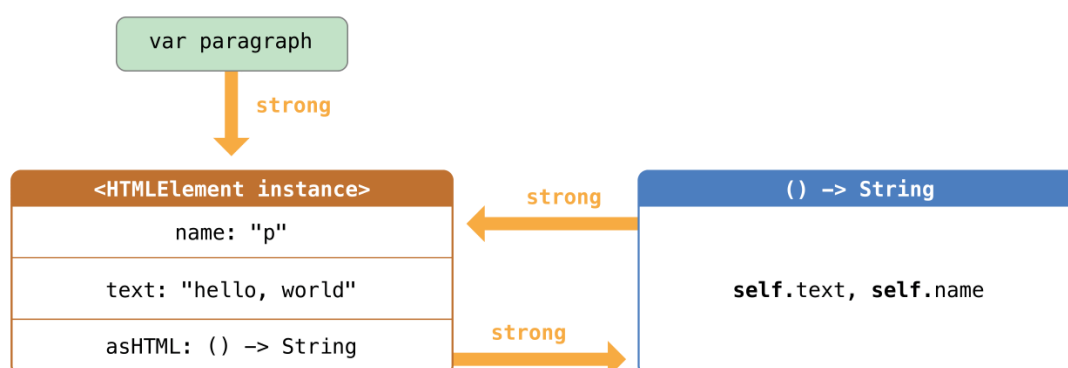 var paragraph
strong
<HTMLElement instance>
strong
() -> String
name: "p"
text: "hello, world"
self.text, self.name
strong
asHTML: () -> String